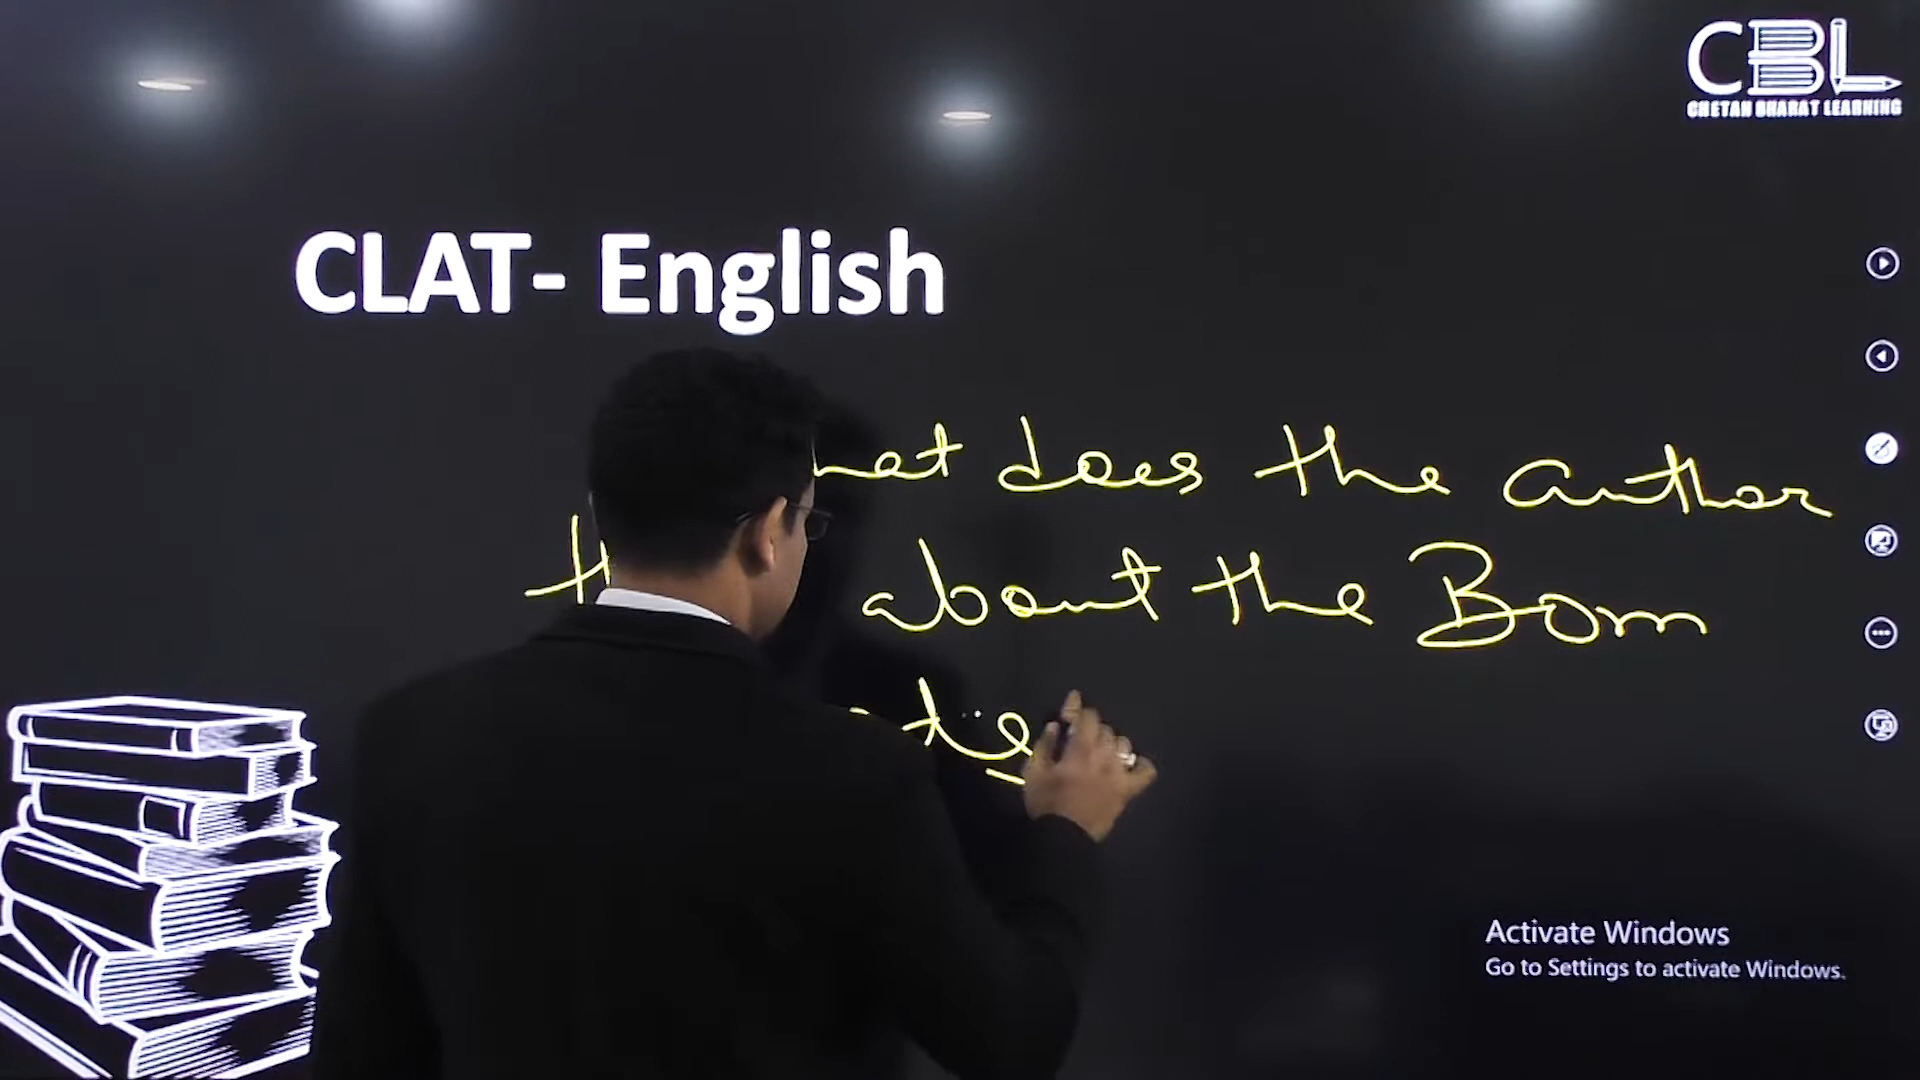 CBL
CHETAN BHARAT LEARNING
CLAT- English
does the author
about the Bom
Activate Windows
Go to Settings to activate Windows.